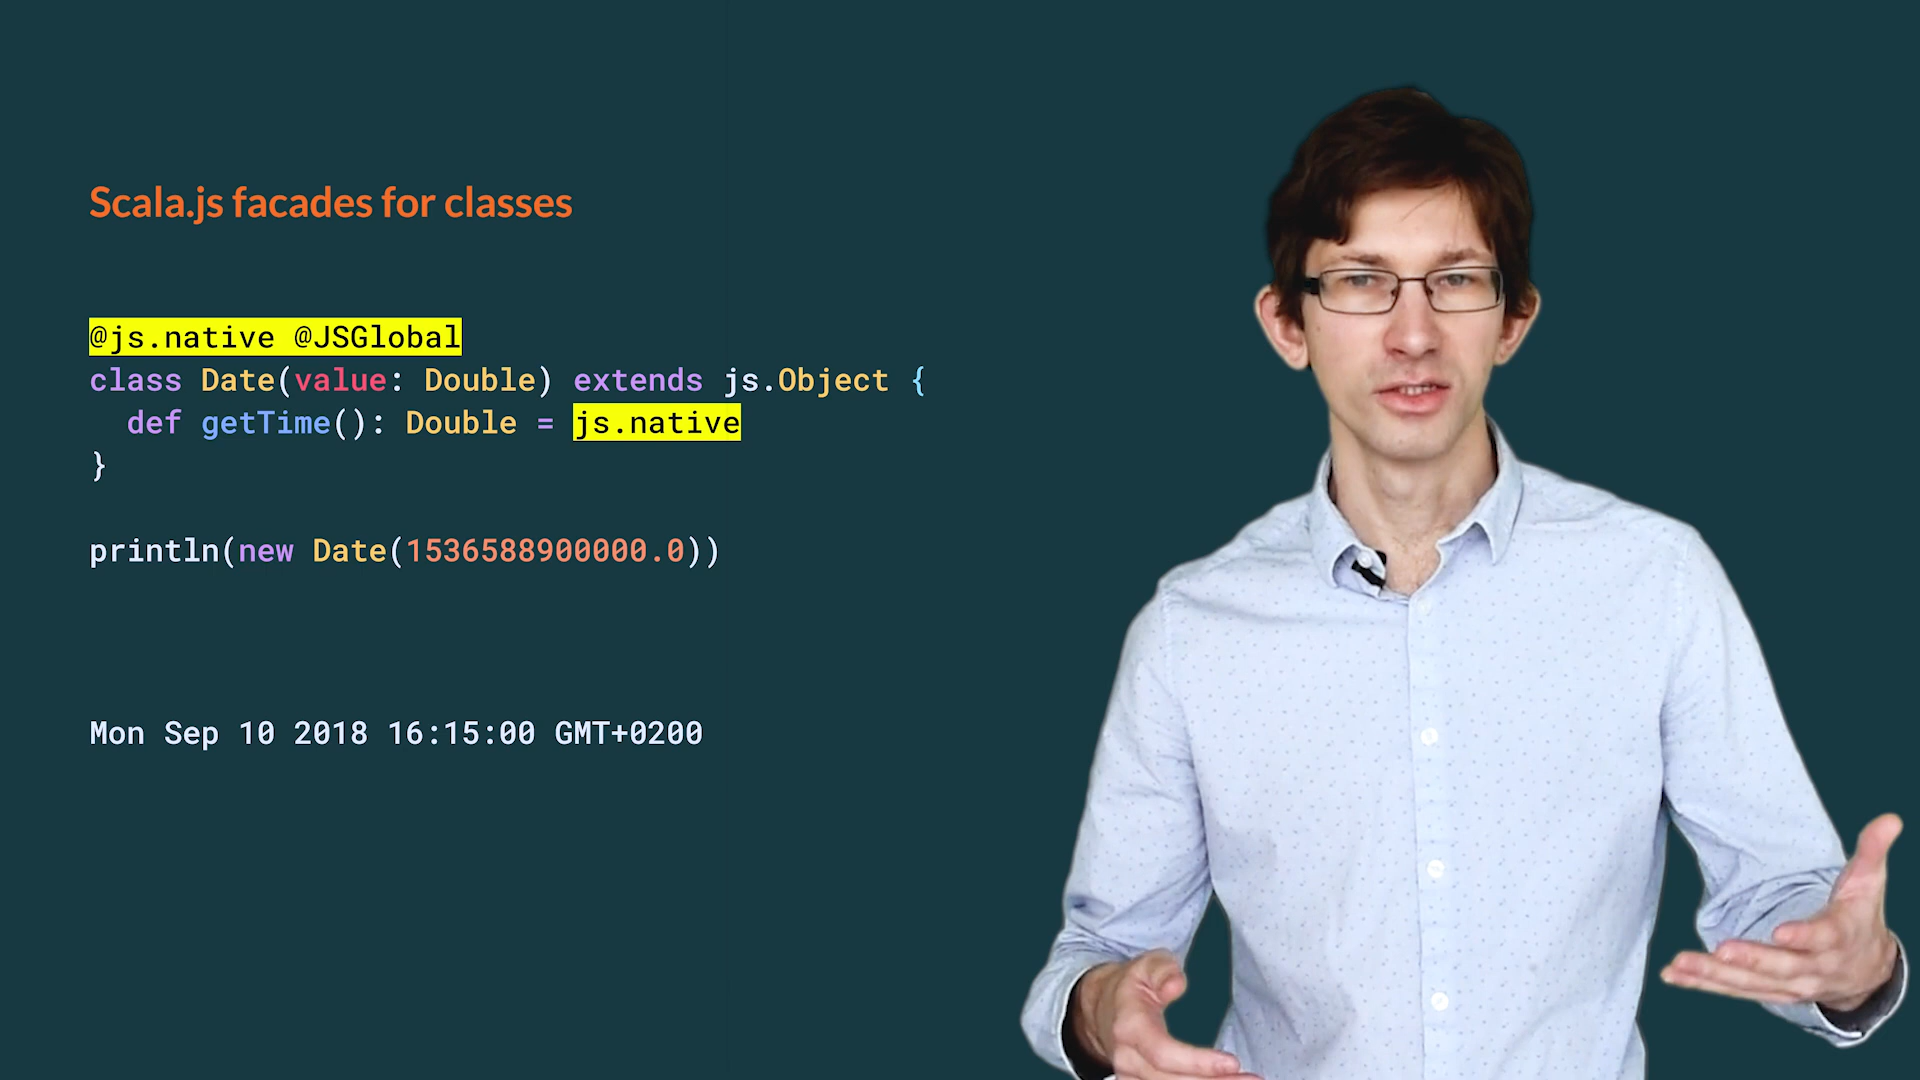 Scala.js facades for classes
@js.native @JSGlobal
class Date(value: Double) extends js.Object {
  def getTime(): Double = js.native
}
println(new Date(1536588900000.0))
Mon Sep 10 2018 16:15:00 GMT+0200